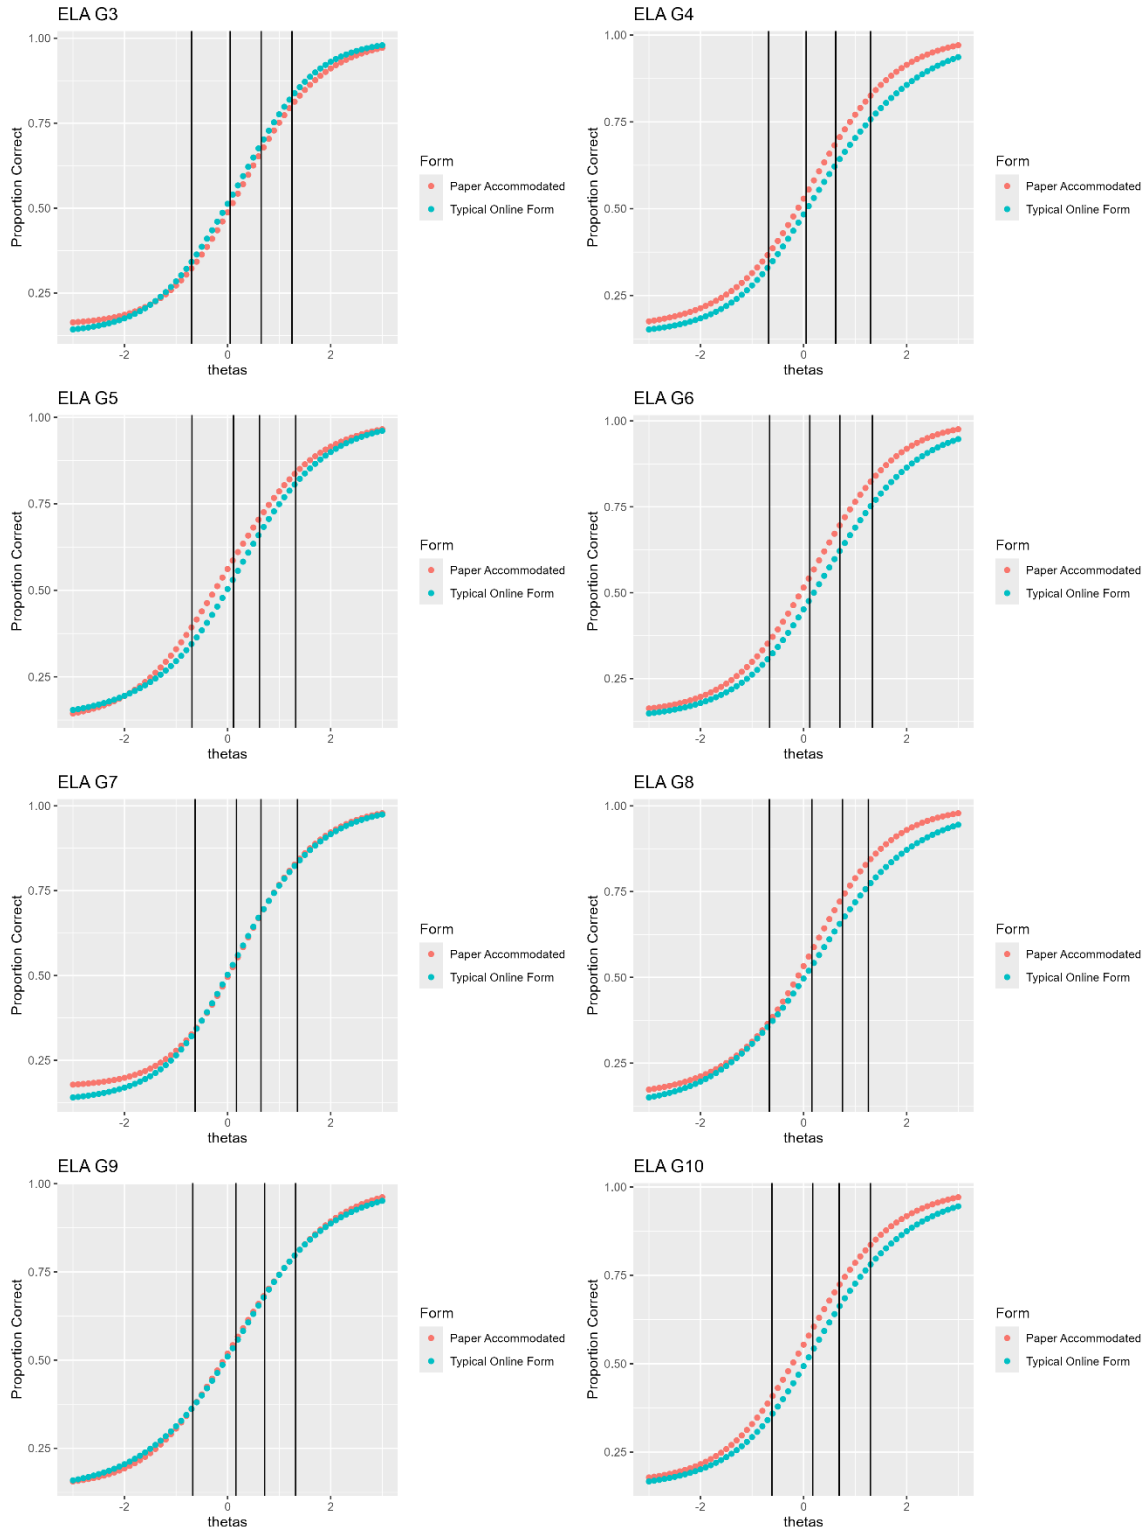 ELA G3
Proportion Correct
1.00
0.75
0.50
0.25
-2
0
2
thetas
Form
Paper Accommodated
Typical Online Form
ELA G4
Proportion Correct
1.00
0.75
0.50
0.25
-2
0
2
thetas
Form
Paper Accommodated
Typical Online Form
ELA G5
Proportion Correct
1.00
0.75
0.50
0.25
-2
0
2
thetas
Form
Paper Accommodated
Typical Online Form
ELA G6
Proportion Correct
1.00
0.75
0.50
0.25
-2
0
2
thetas
Form
Paper Accommodated
Typical Online Form
ELA G7
Proportion Correct
1.00
0.75
0.50
0.25
-2
0
2
thetas
Form
Paper Accommodated
Typical Online Form
ELA G8
Proportion Correct
1.00
0.75
0.50
0.25
-2
0
2
thetas
Form
Paper Accommodated
Typical Online Form
ELA G9
Proportion Correct
1.00
0.75
0.50
0.25
-2
0
2
thetas
Form
Paper Accommodated
Typical Online Form
ELA G10
Proportion Correct
1.00
0.75
0.50
0.25
-2
0
2
thetas
Form
Paper Accommodated
Typical Online Form